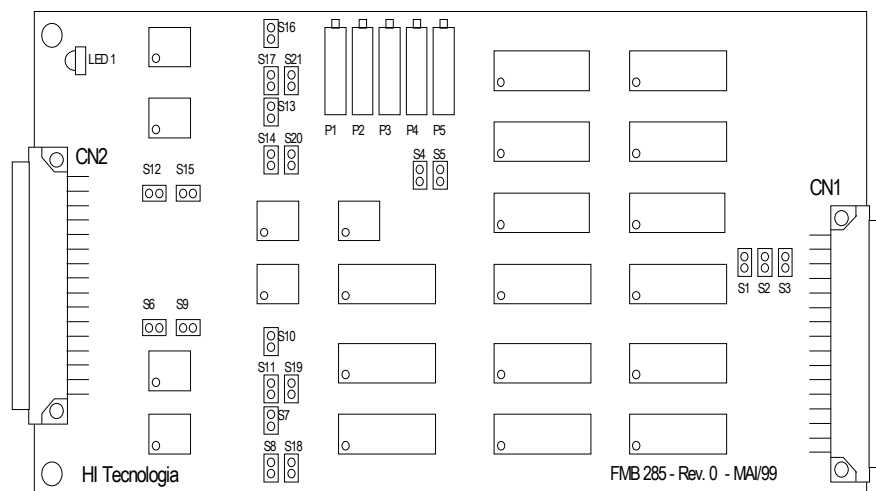 S16
LED 1
S17 S21
S13
P1 P2 P3 P4 P5
S14 S20
S4 S5
CN2
S12 S15
CN1
S1 S2 S3
S6 S9
S10
S11 S19
S7
S8 S18
HI Tecnologia
FMB 285 - Rev. 0 - MAI/99